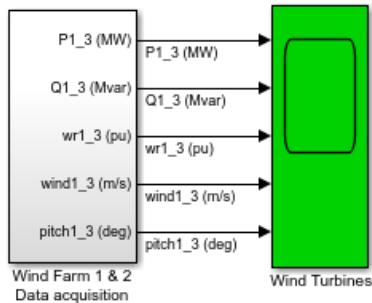 P1_3 (MW)
P1_3 (MW)
Q1_3 (Mvar)
Q1_3 (Mvar)
wr1_3 (pu)
wr1_3 (pu)
wind1_3 (m/s)
wind1_3 (m/s)
pitch1_3 (deg)
pitch1_3 (deg)
Wind Farm 1 & 2
Data acquisition
Wind Turbines